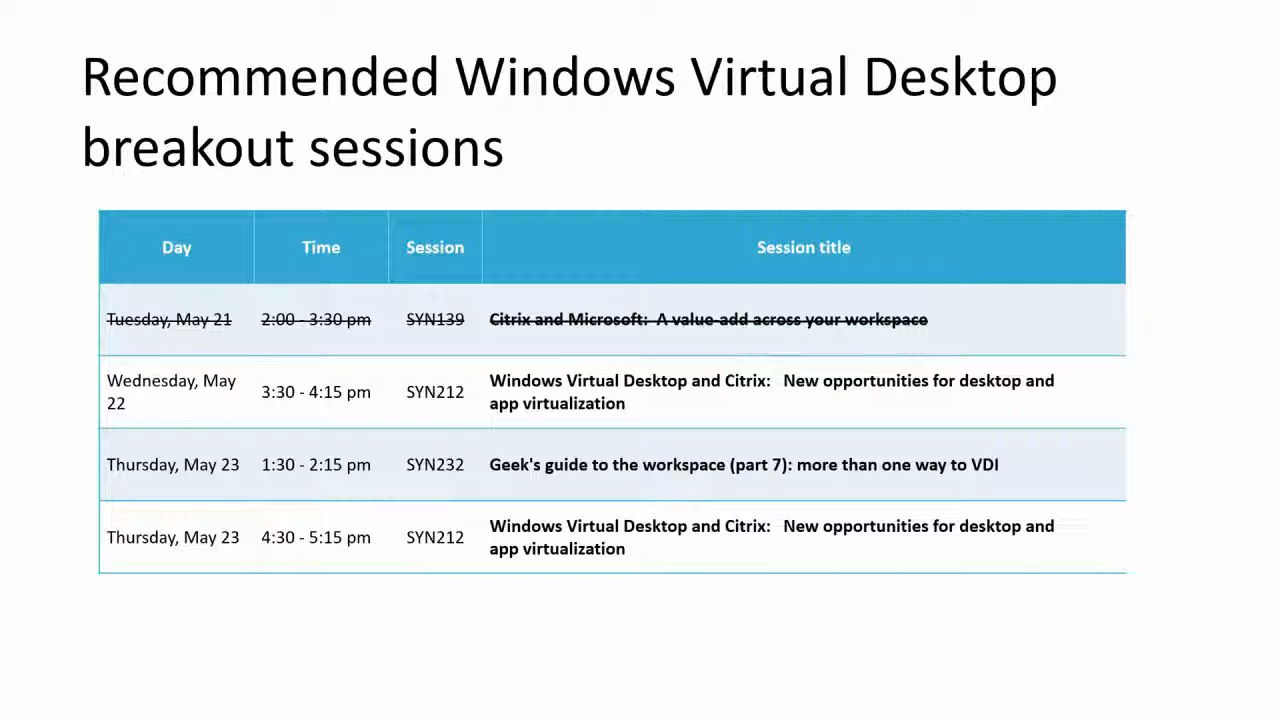 Recommended Windows Virtual Desktop
breakout sessions
Day Time Session Session title
Tuesday, May 21 2:00 - 3:30 pm SYN139 Citrix and Microsoft: A value-add across your workspace
Wednesday, May
22
3:30 - 4:15 pm SYN212
Windows Virtual Desktop and Citrix: New opportunities for desktop and
app virtualization
Thursday, May 23 1:30 - 2:15 pm SYN232 Geek's guide to the workspace (part 7): more than one way to VDI
Thursday, May 23 4:30 - 5:15 pm SYN212
Windows Virtual Desktop and Citrix: New opportunities for desktop and
app virtualization